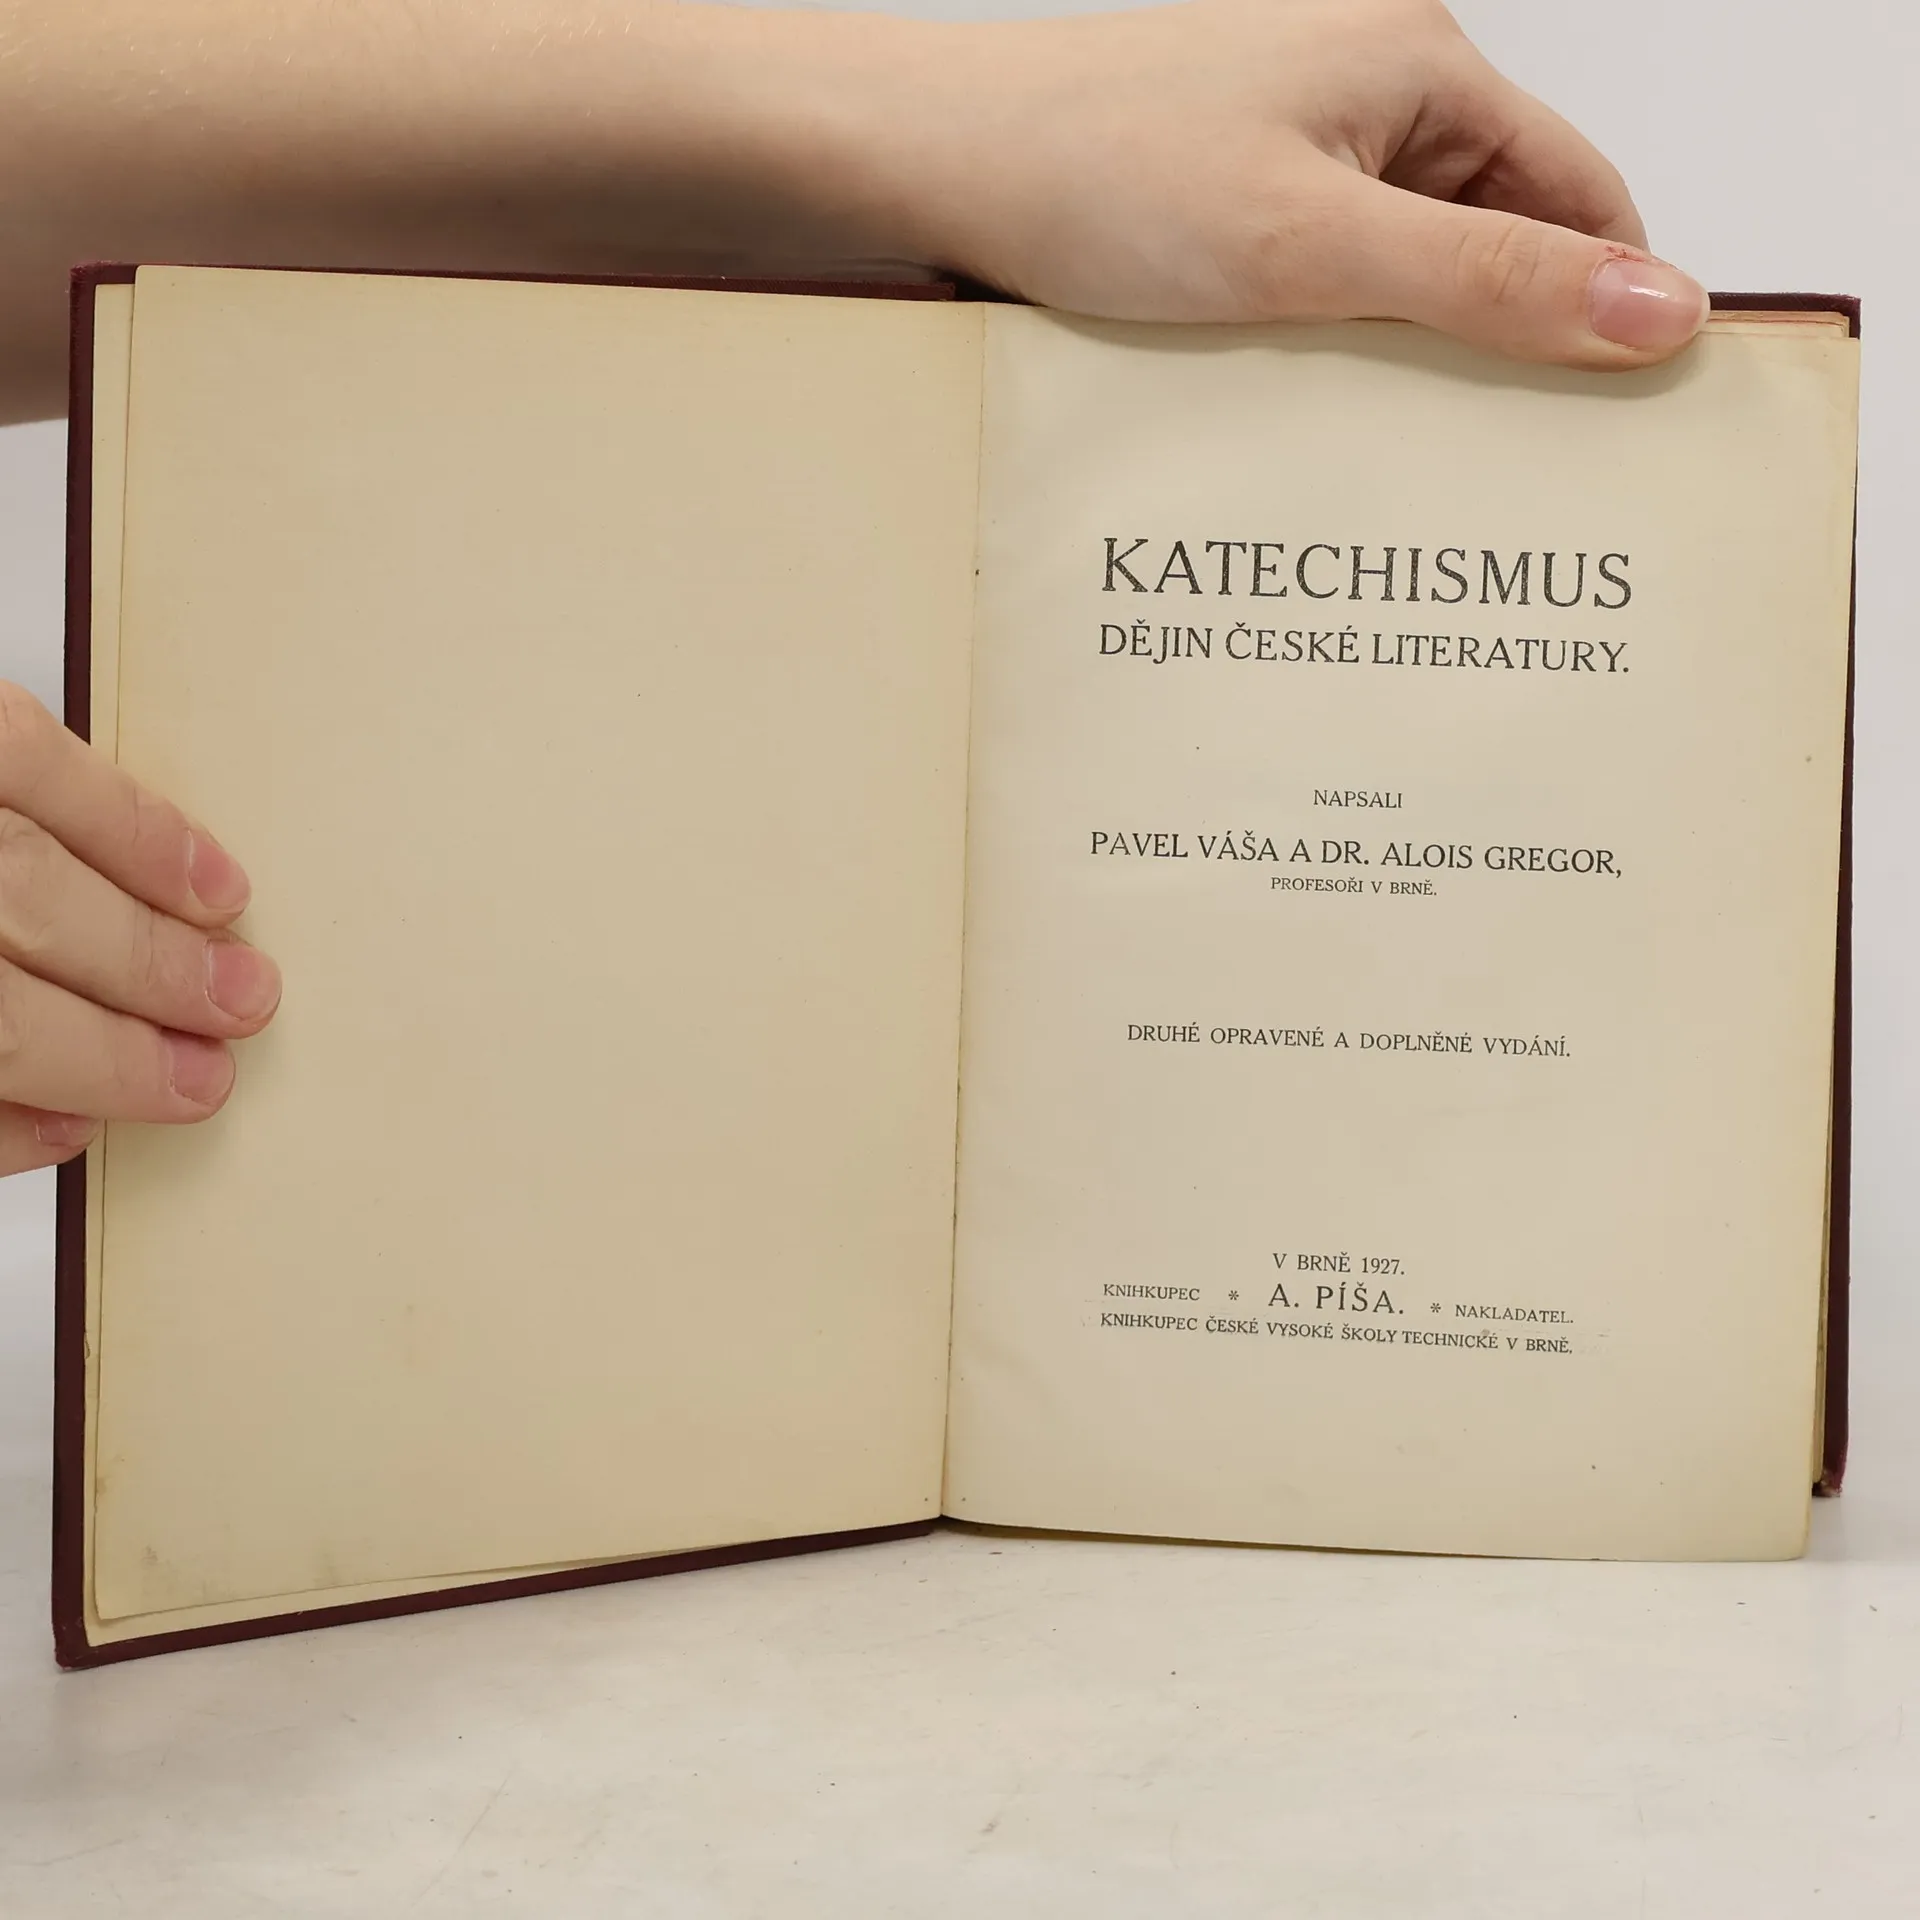 KATECHISMUS
DĚJIN ČESKÉ LITERATURY.
NAPSALI
PAVEL VÁŠA A DR. ALOIS GREGOR,
PROFESOŘI V BRNĚ.
DRUHÉ OPRAVENÉ A DOPLNĚNÉ VYDÁNÍ.
V BRNĚ 1927.
KNIHKUPEC * A. PÍŠA. * NAKLADATEL.
KNIHKUPEC ČESKÉ VYSOKÉ ŠKOLY TECHNICKÉ V BRNĚ.